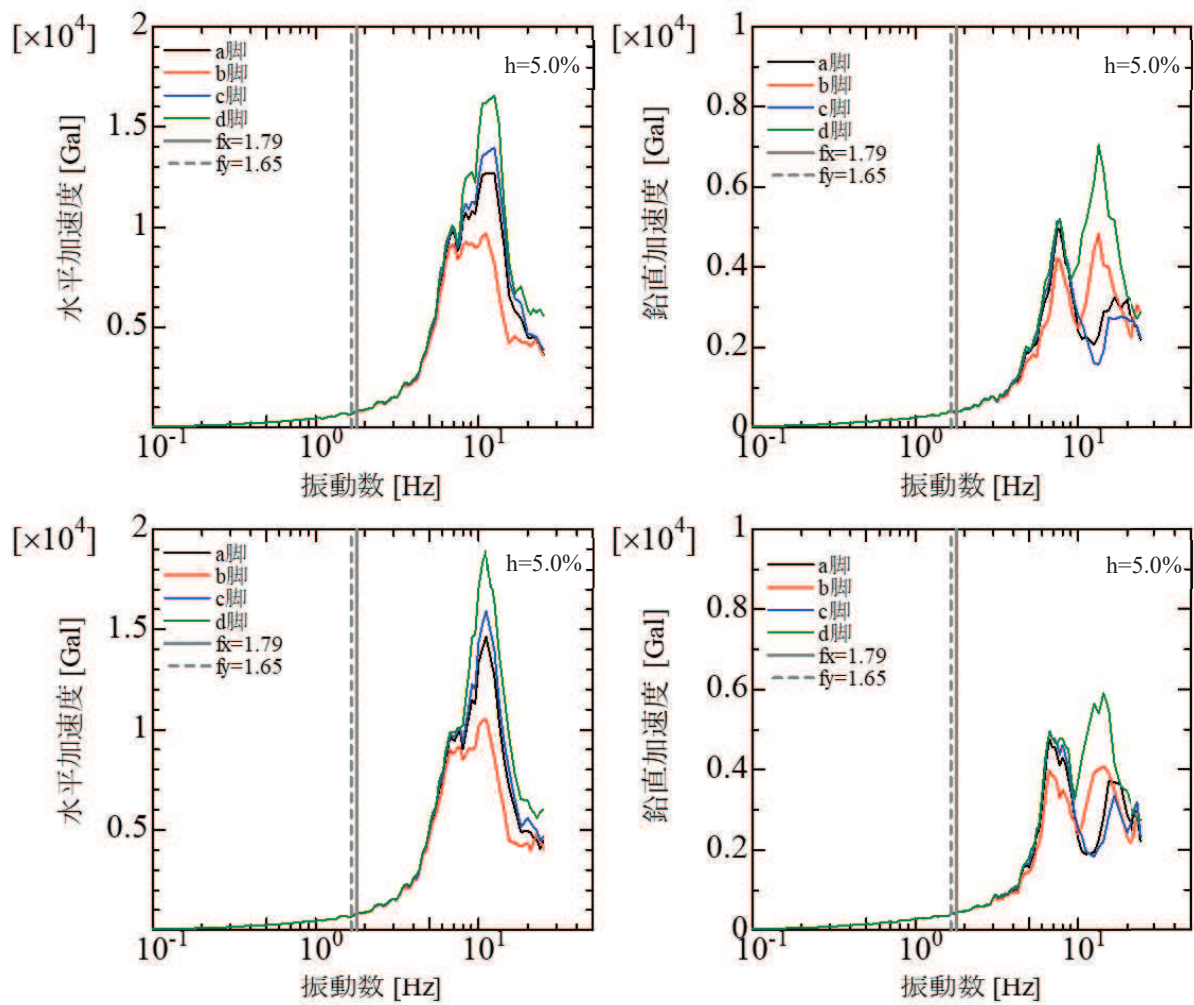 [×10⁴]
2
1.5
1
0.5
水平加速度 [Gal]
a脚
b脚
c脚
d脚
fx=1.79
fy=1.65
h=5.0%
10⁻¹
10⁰
10¹
振動数 [Hz]
[×10⁴]
1
0.8
0.6
0.4
0.2
0
鉛直加速度 [Gal]
a脚
b脚
c脚
d脚
fx=1.79
fy=1.65
h=5.0%
10⁻¹
10⁰
10¹
振動数 [Hz]
[×10⁴]
2
1.5
1
0.5
水平加速度 [Gal]
a脚
b脚
c脚
d脚
fx=1.79
fy=1.65
h=5.0%
10⁻¹
10⁰
10¹
振動数 [Hz]
[×10⁴]
1
0.8
0.6
0.4
0.2
0
鉛直加速度 [Gal]
a脚
b脚
c脚
d脚
fx=1.79
fy=1.65
h=5.0%
10⁻¹
10⁰
10¹
振動数 [Hz]